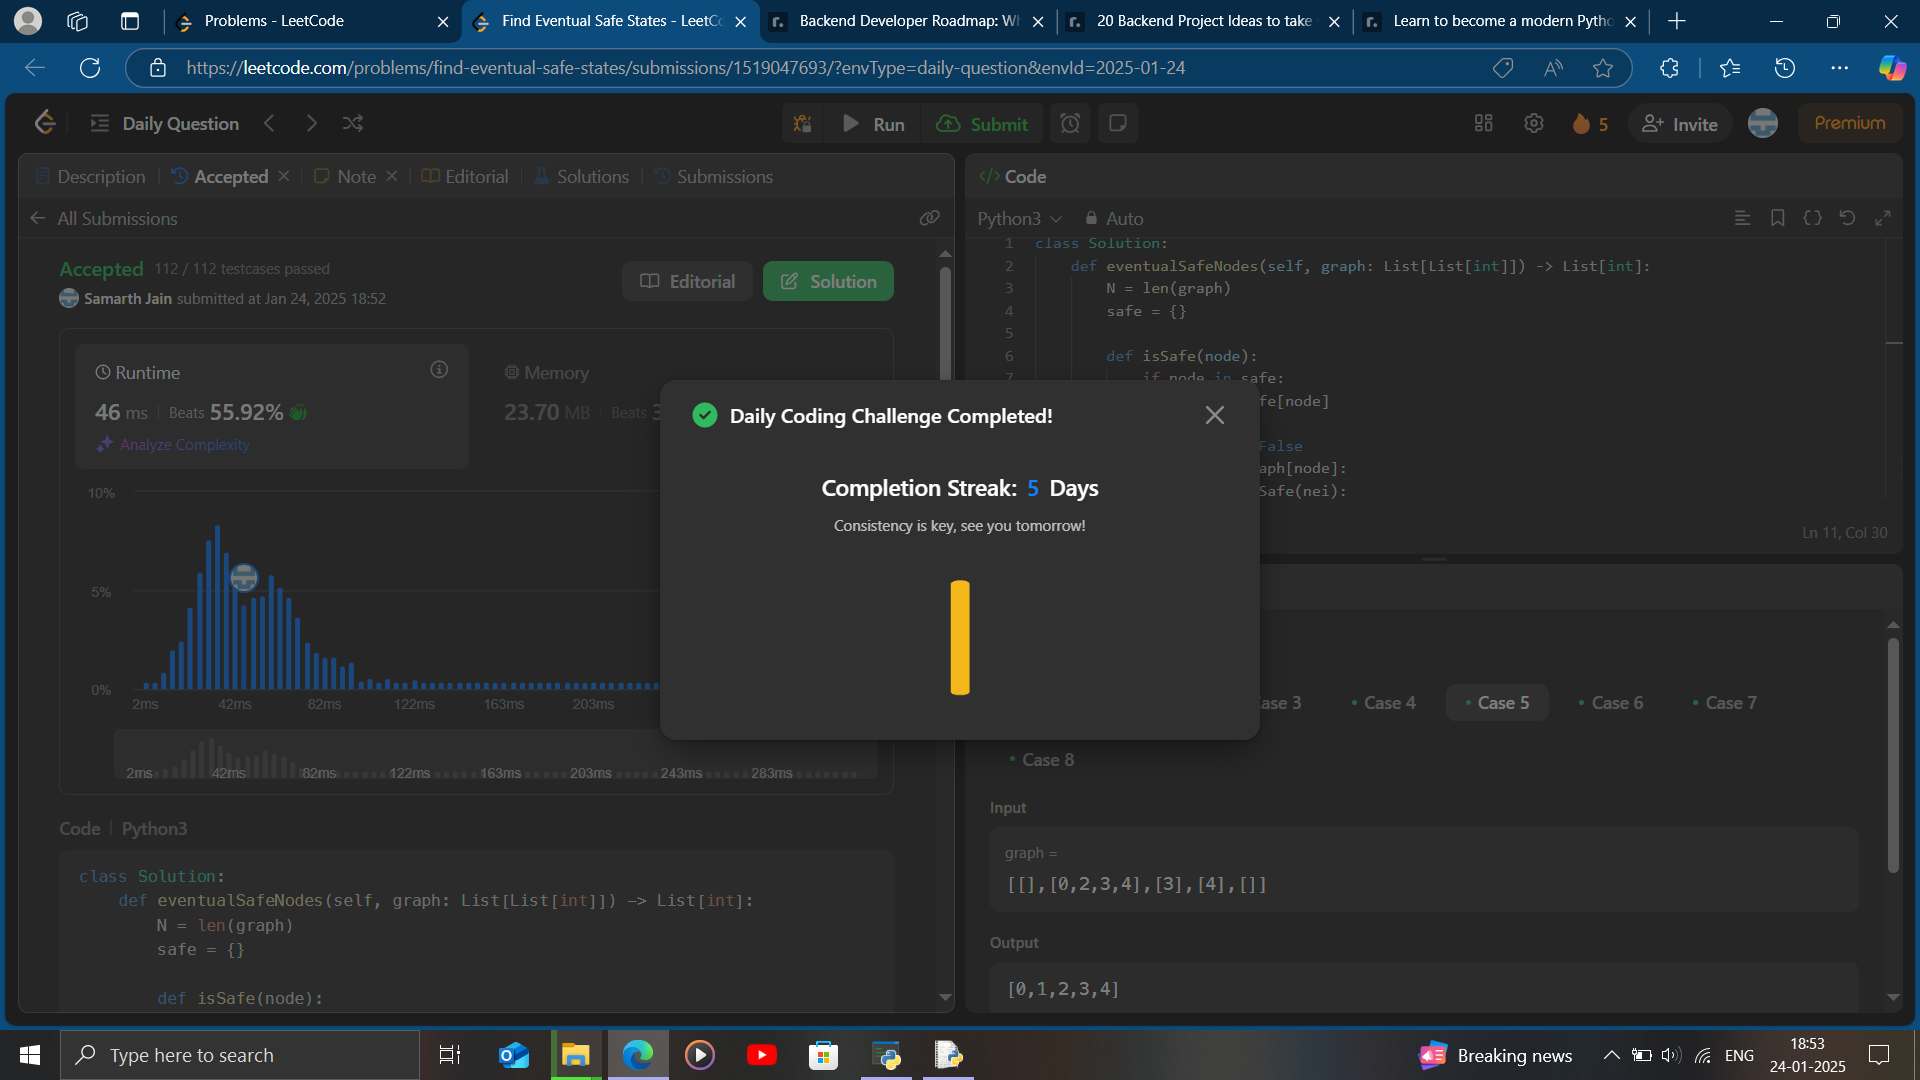 Problems - LeetCode
Find Eventual Safe States - LeetCo
Backend Developer Roadmap: W
20 Backend Project Ideas to take
Learn to become a modern Pytho
https://leetcode.com/problems/find-eventual-safe-states/submissions/1519047693/?envType=daily-question&envId=2025-01-24
Daily Question
Run
Submit
5
Invite
Premium
Description
Accepted
Note
Editorial
Solutions
Submissions
All Submissions
Accepted 112 / 112 testcases passed
Samarth Jain submitted at Jan 24, 2025 18:52
Editorial
Solution
Runtime
46 ms | Beats 55.92%
Analyze Complexity
Memory
23.70 MB | Beats 3
10%
5%
0%
2ms 42ms 82ms 122ms 163ms 203ms
2ms 42ms 82ms 122ms 163ms 203ms 243ms 283ms
Code | Python3
class Solution:
def eventualSafeNodes(self, graph: List[List[int]]) -> List[int]:
N = len(graph)
safe = {}
def isSafe(node):
</> Code
Python3
Auto
1 class Solution:
2 def eventualSafeNodes(self, graph: List[List[int]]) -> List[int]:
3 N = len(graph)
4 safe = {}
5
6 def isSafe(node):
7 if node in safe:
fe[node]
False
aph[node]:
Safe(nei):
Ln 11, Col 30
Daily Coding Challenge Completed!
Completion Streak: 5 Days
Consistency is key, see you tomorrow!
ase 3
Case 4
Case 5
Case 6
Case 7
Case 8
Input
graph =
[[],[0,2,3,4],[3],[4],[]]
Output
[0,1,2,3,4]
Type here to search
Breaking news
ENG
18:53
24-01-2025